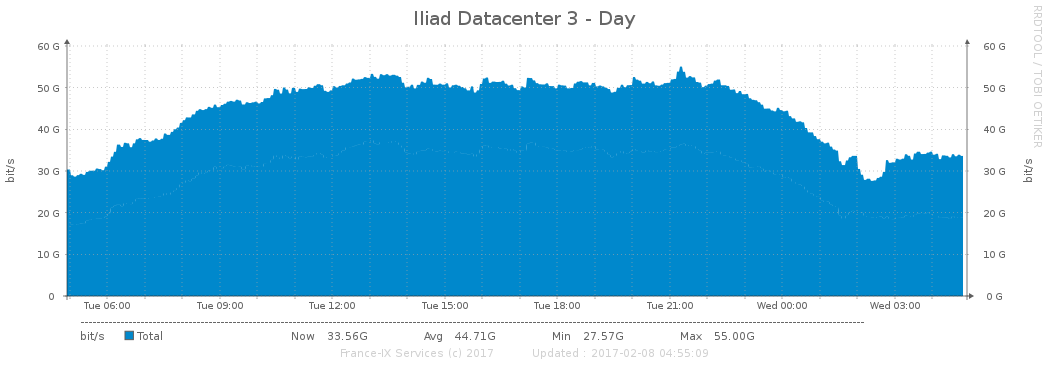 Iliad Datacenter 3 - Day
RRDTOOL / TOBI OETIKER
60 G 60 G
50 G 50 G
40 G 40 G
30 G 30 G
20 G 20 G
10 G 10 G
0 0 G
bit/s bit/s
Tue 06:00 Tue 09:00 Tue 12:00 Tue 15:00 Tue 18:00 Tue 21:00 Wed 00:00 Wed 03:00
bit/s Total Now 33.56G Avg 44.71G Min 27.57G Max 55.00G
France-IX Services (c) 2017 Updated : 2017-02-08 04:55:09